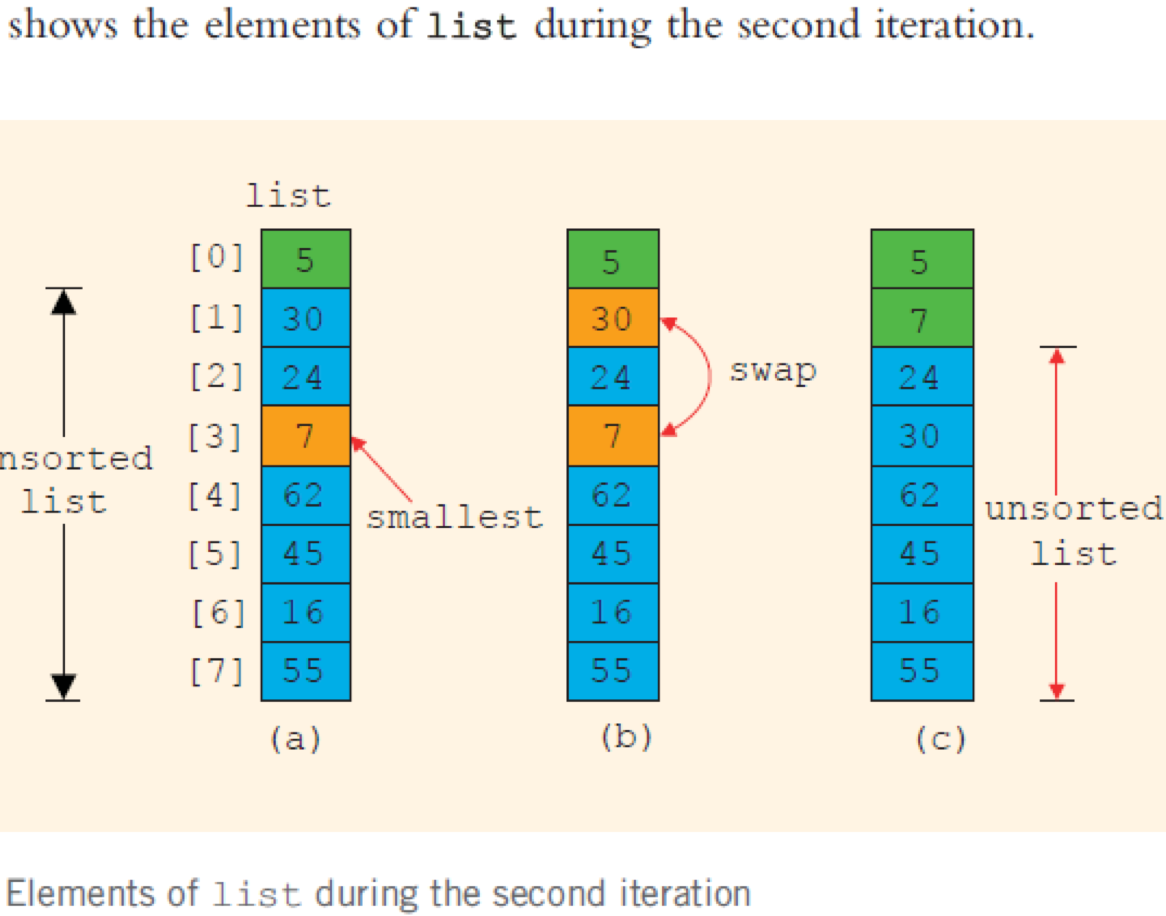 shows the elements of list during the second iteration.
list
[0] 5 5 5
[1] 30 30 7
[2] 24 24 24
swap
[3] 7 7 30
nsorted
list
smallest
[4] 62 62 62
unsorted
list
[5] 45 45 45
[6] 16 16 16
[7] 55 55 55
(a) (b) (c)
Elements of list during the second iteration